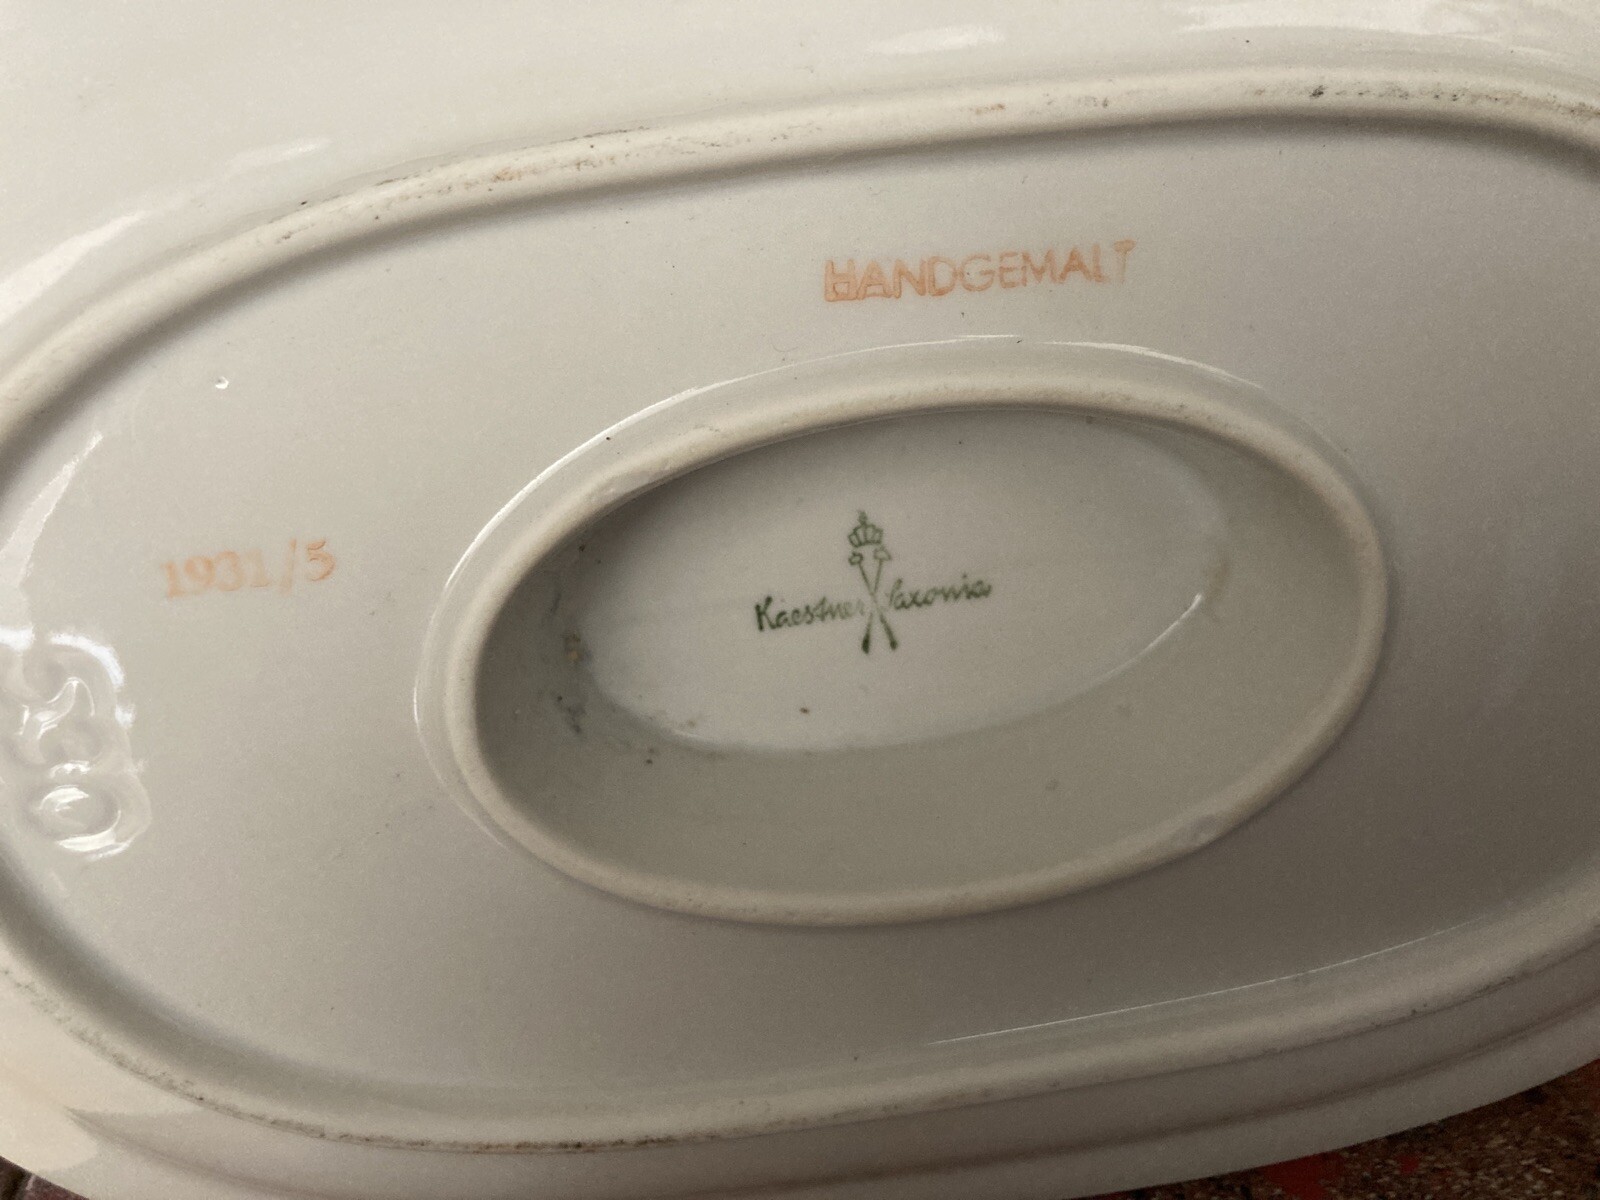 HANDGEMALT
1931/5
Kaestner Saxonia